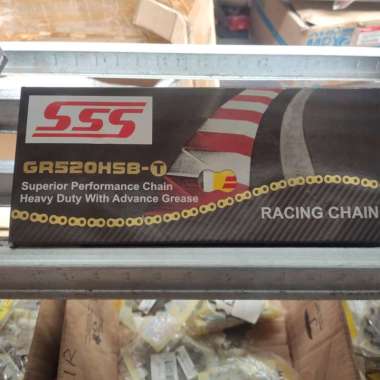 SSS
GR520HSB-T
Superior Performance Chain
Heavy Duty With Advance Grease
RACING CHAIN